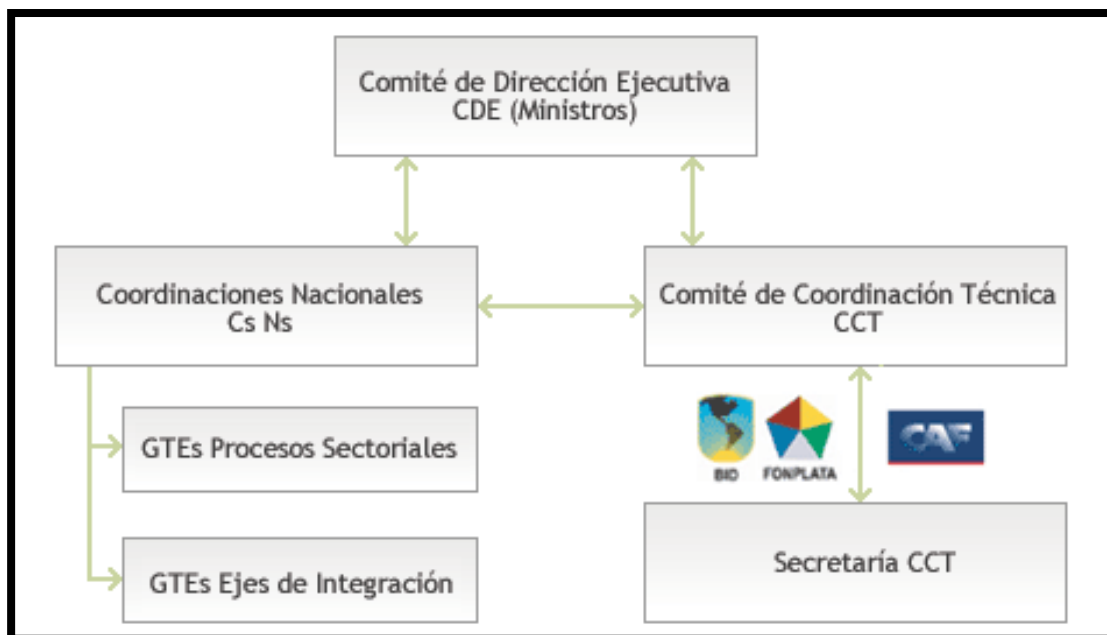 Comité de Dirección Ejecutiva
CDE (Ministros)
Coordinaciones Nacionales
Cs Ns
Comité de Coordinación Técnica
CCT
GTEs Procesos Sectoriales
BID
FONPLATA
CAF
GTEs Ejes de Integración
Secretaría CCT